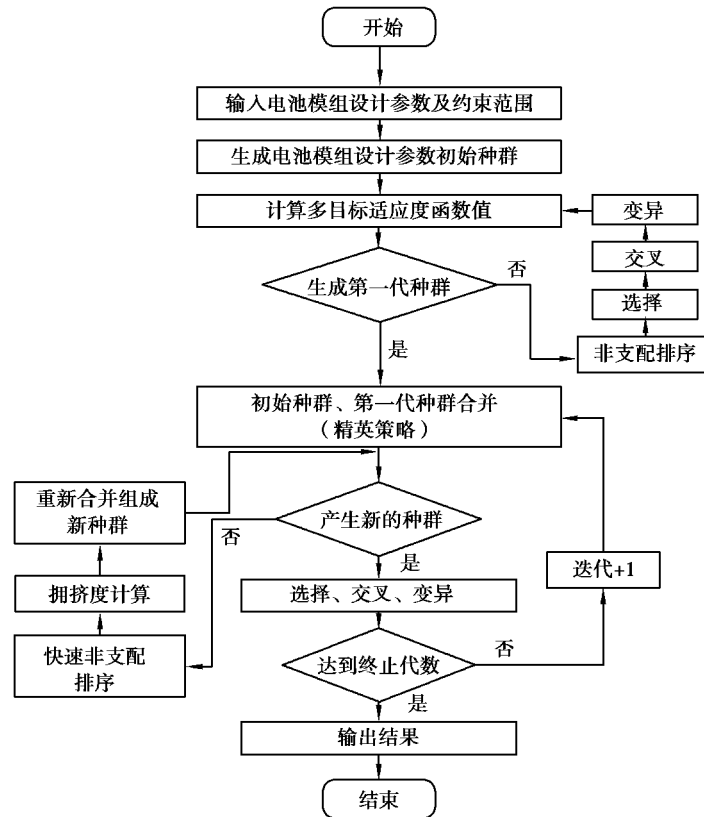 开始
输入电池模组设计参数及约束范围
生成电池模组设计参数初始种群
计算多目标适应度函数值
变异
交叉
选择
非支配排序
生成第一代种群
否
是
初始种群、第一代种群合并
（精英策略）
重新合并组成
新种群
产生新的种群
否
是
拥挤度计算
快速非支配
排序
选择、交叉、变异
迭代+1
达到终止代数
否
是
输出结果
结束